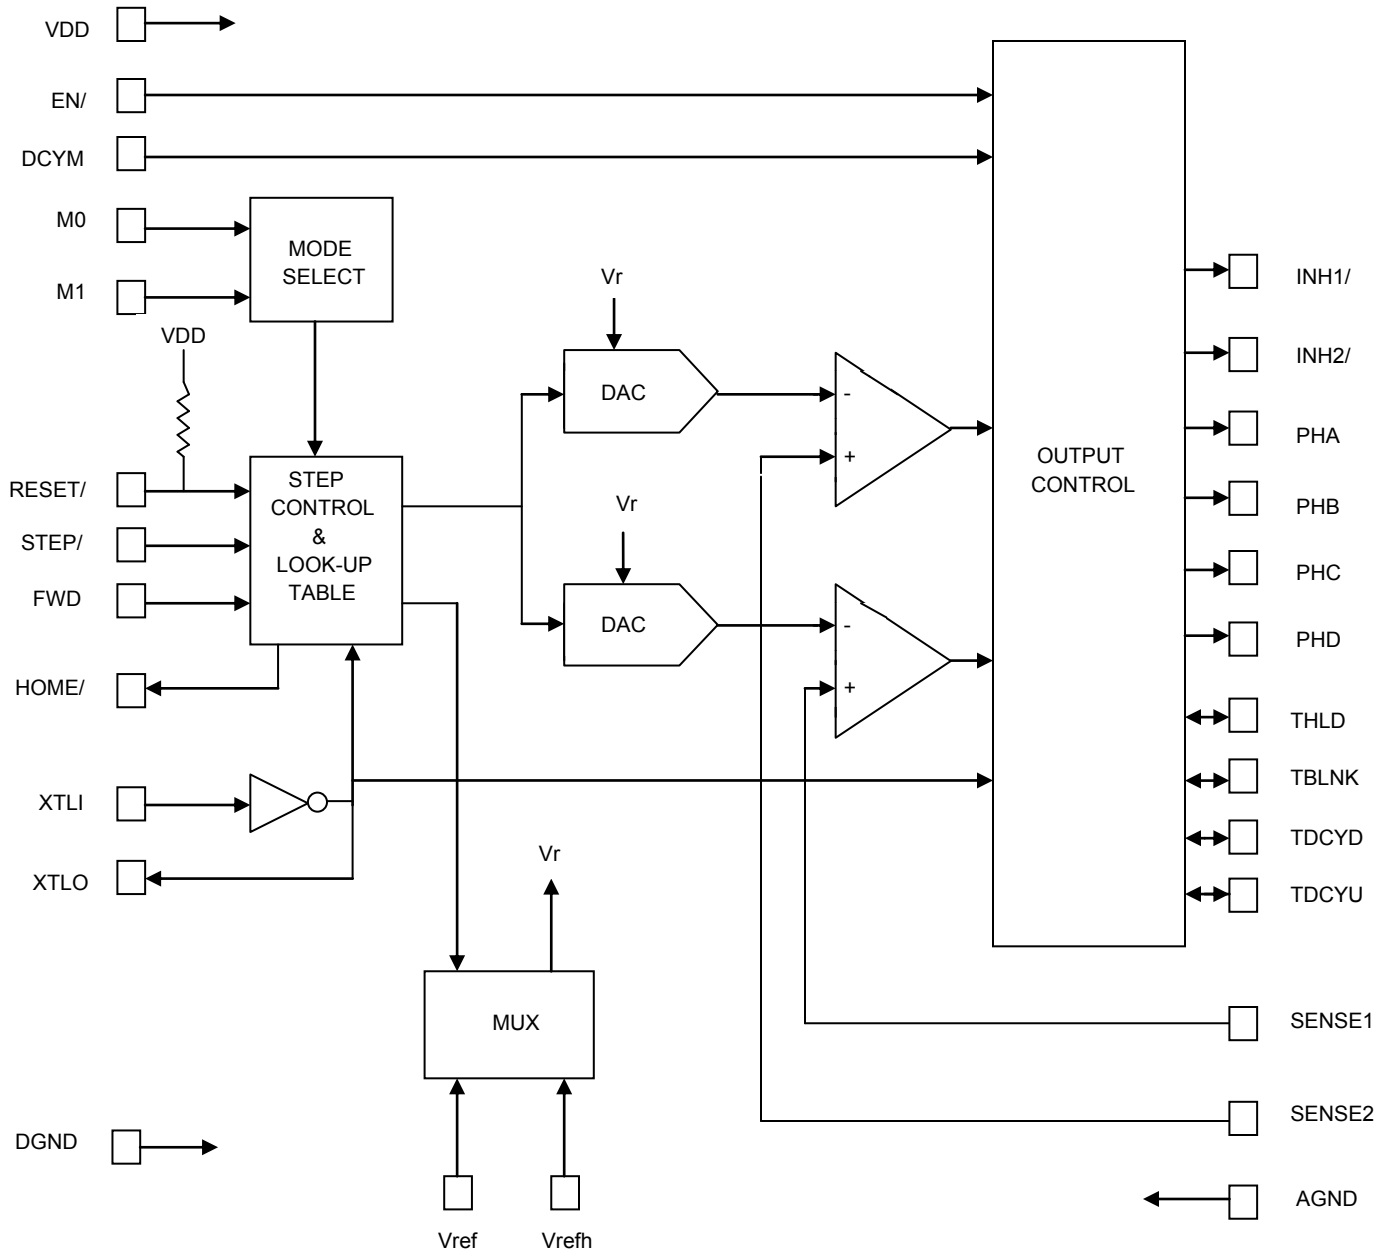 VDD
EN/
DCYM
M0
M1
MODE
SELECT
VDD
RESET/
STEP/
FWD
HOME/
XTLI
XTLO
STEP
CONTROL
&
LOOK-UP
TABLE
Vr
DAC
Vr
DAC
-
+
-
+
OUTPUT
CONTROL
INH1/
INH2/
PHA
PHB
PHC
PHD
THLD
TBLNK
TDCYD
TDCYU
Vr
MUX
SENSE1
SENSE2
DGND
AGND
Vref
Vrefh